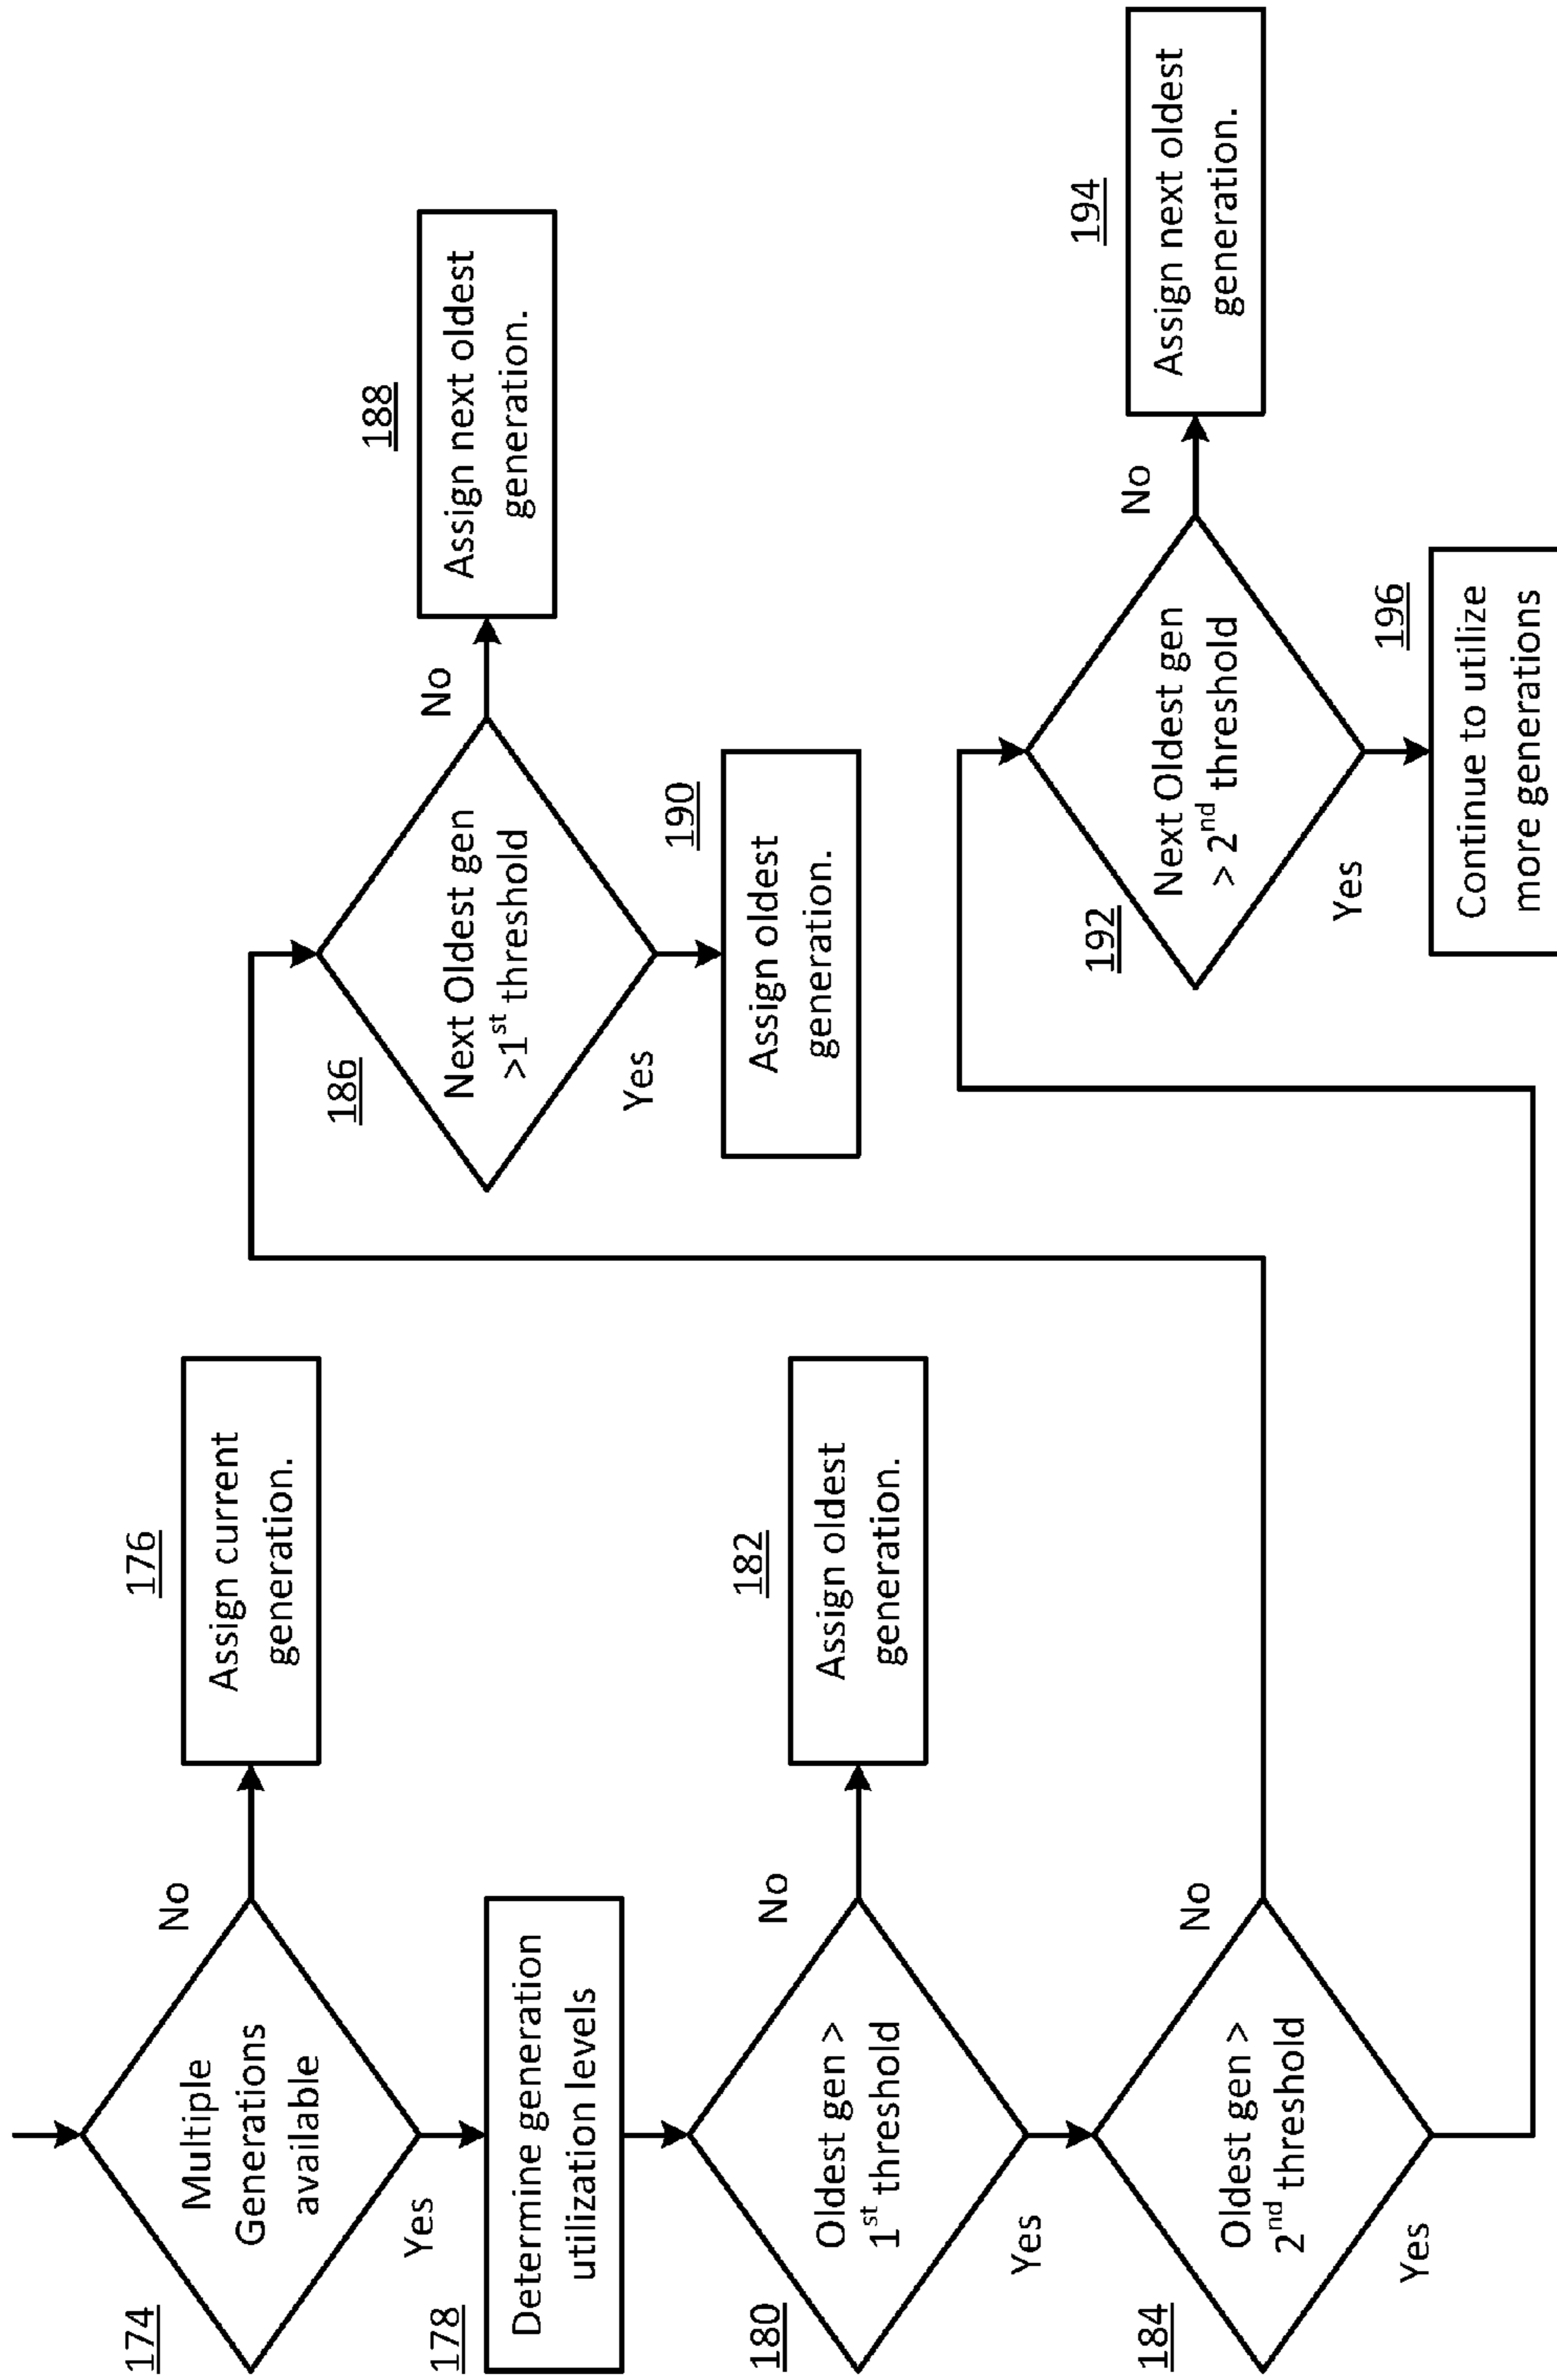 174
Multiple
Generations
available
No
Yes
176
Assign current
generation.
178
Determine generation
utilization levels
180
Oldest gen >
1st threshold
No
Yes
182
Assign oldest
generation.
184
Oldest gen >
2nd threshold
No
Yes
186
Next Oldest gen
>1st threshold
No
Yes
188
Assign next oldest
generation.
190
Assign oldest
generation.
192
Next Oldest gen
> 2nd threshold
No
Yes
194
Assign next oldest
generation.
196
Continue to utilize
more generations